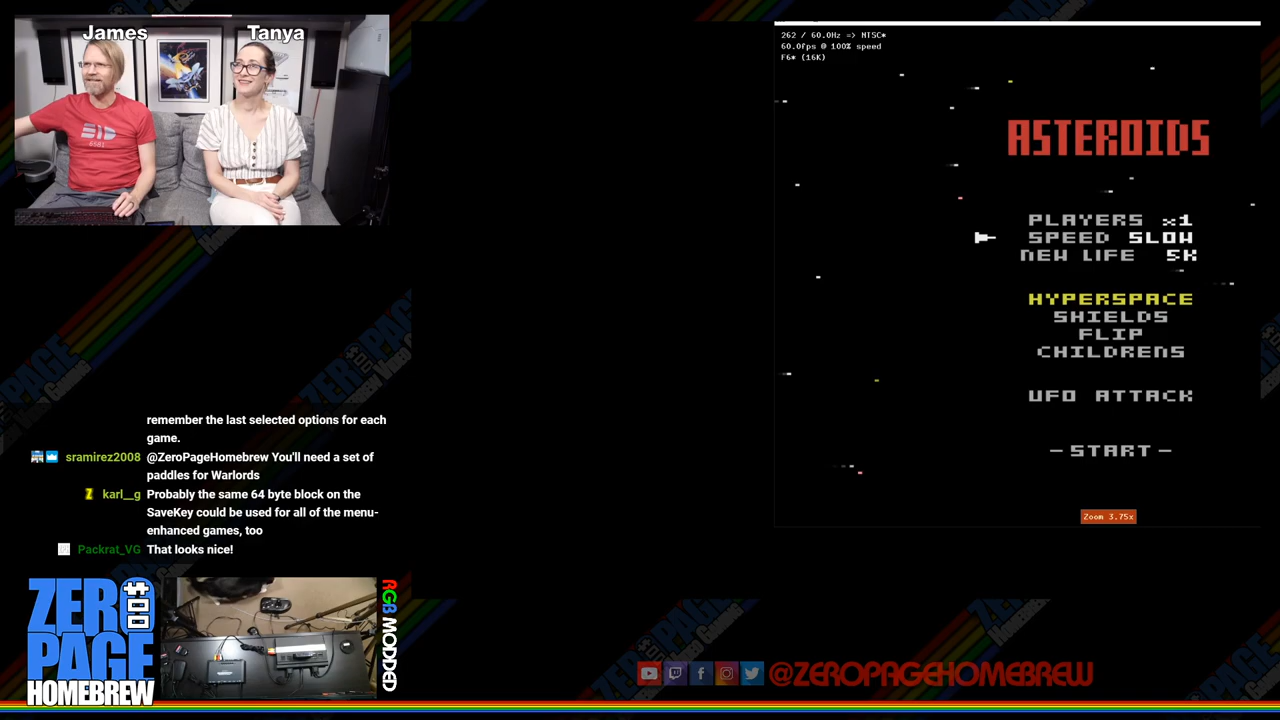 James
Tanya
6581
262 / 60.0Hz => NTSC*
60.0fps @ 100% speed
F6* (16K)
ASTEROIDS
PLAYERS x1
SPEED SLOW
NEW LIFE 5K
HYPERSPACE
SHIELDS
FLIP
CHILDRENS
UFO ATTACK
-START-
Zoom 3.75x
remember the last selected options for each
game.
sramirez2008 @ZeroPageHomebrew You'll need a set of
paddles for Warlords
karl__g Probably the same 64 byte block on the
SaveKey could be used for all of the menu-
enhanced games, too
Packrat_VG That looks nice!
ZERO
PAGE
HOMEBREW
RGB MODDED
@ZEROPAGEHOMEBREW